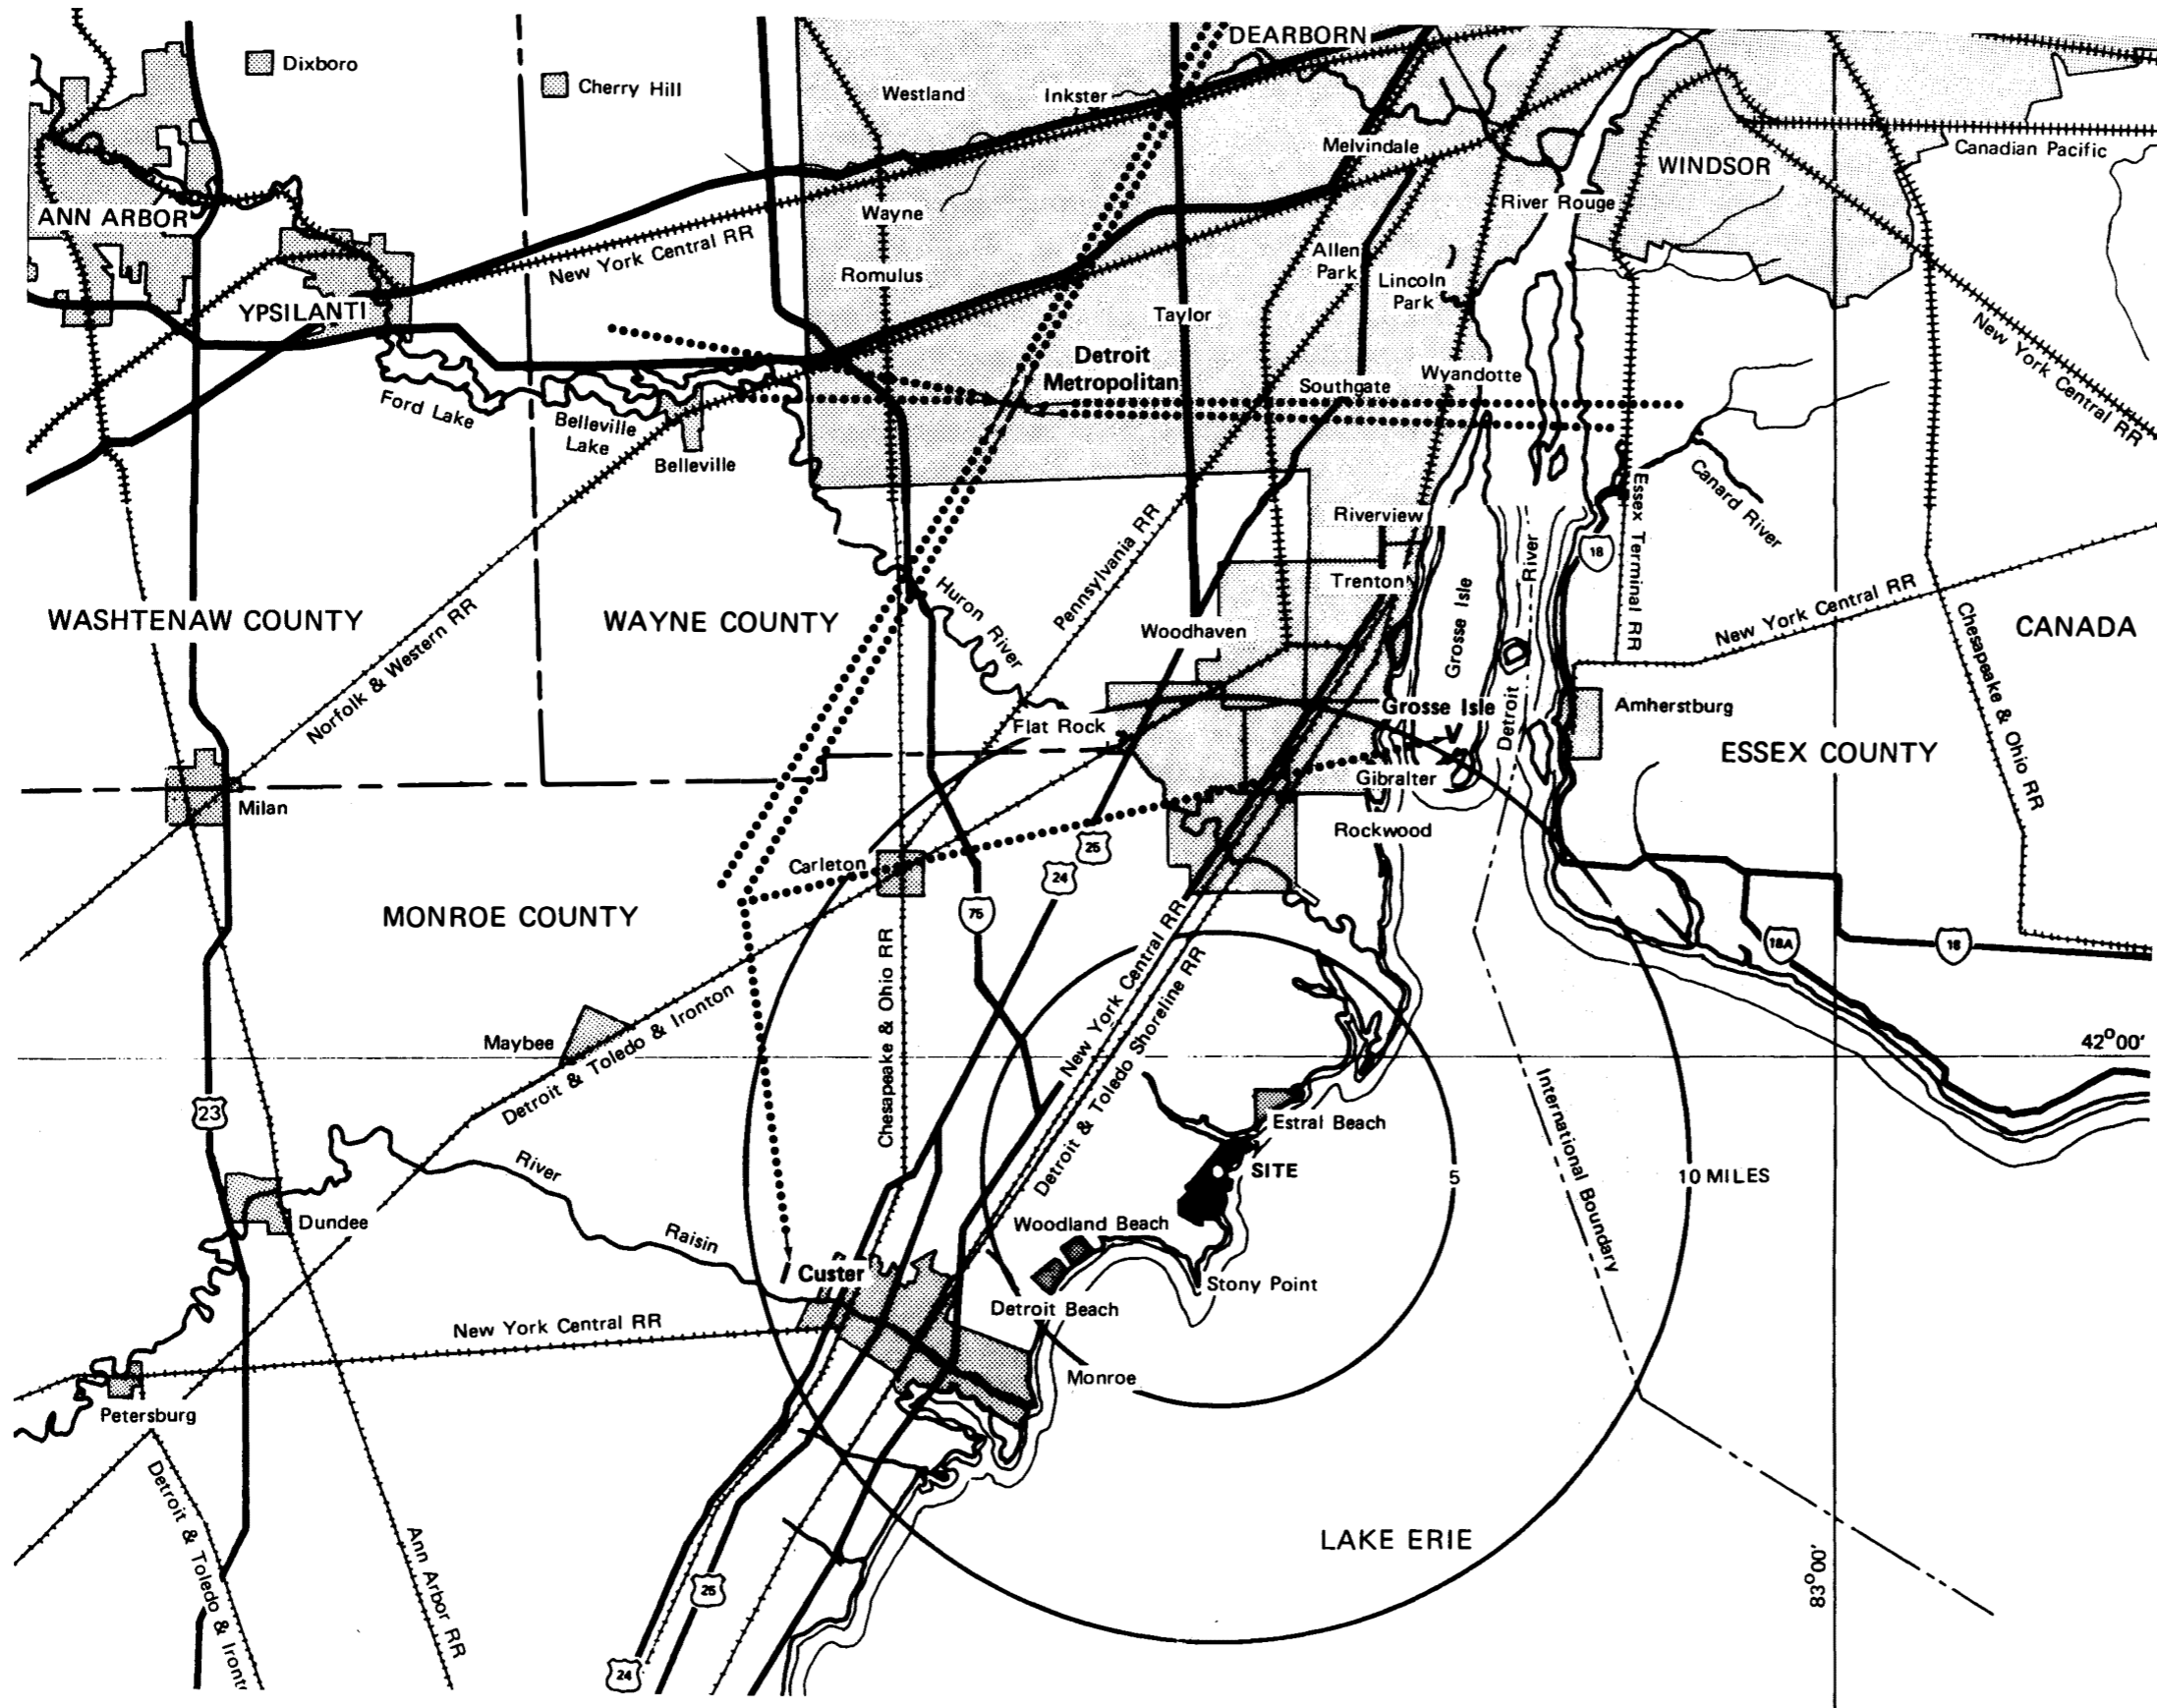 DEARBORN
Dixboro
Cherry Hill
Westland
Inkster
Melvindale
Canadian Pacific
WINDSOR
ANN ARBOR
Wayne
River Rouge
New York Central RR
Romulus
Allen
Park
Lincoln
Park
YPSILANTI
Taylor
New York Central RR
Detroit
Metropolitan
Wyandotte
Southgate
Ford Lake
Belleville
Lake
Belleville
Canard River
Essex Terminal RR
Riverview
Pennsylvania RR
18
River
Trenton
Huron River
Grosse Isle
New York Central RR
WASHTENAW COUNTY
WAYNE COUNTY
Woodhaven
CANADA
Norfolk & Western RR
Chesapeake & Ohio RR
Detroit
Grosse Isle
Amherstburg
Flat Rock
ESSEX COUNTY
Gibralter
Milan
Rockwood
25
Carleton
24
75
MONROE COUNTY
18A
18
Chesapeake & Ohio RR
New York Central RR
Detroit & Toledo Shoreline RR
Maybee
Detroit & Toledo & Ironton
42°00'
23
Estral Beach
International Boundary
River
SITE
5
10 MILES
Dundee
Raisin
Woodland Beach
Custer
Stony Point
Detroit Beach
New York Central RR
Monroe
Petersburg
LAKE ERIE
Detroit & Toledo & Iront
Ann Arbor RR
83°00'
25
24